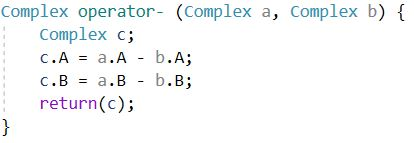 Complex operator- (Complex a, Complex b) {
    Complex c;
    c.A = a.A - b.A;
    c.B = a.B - b.B;
    return(c);
}